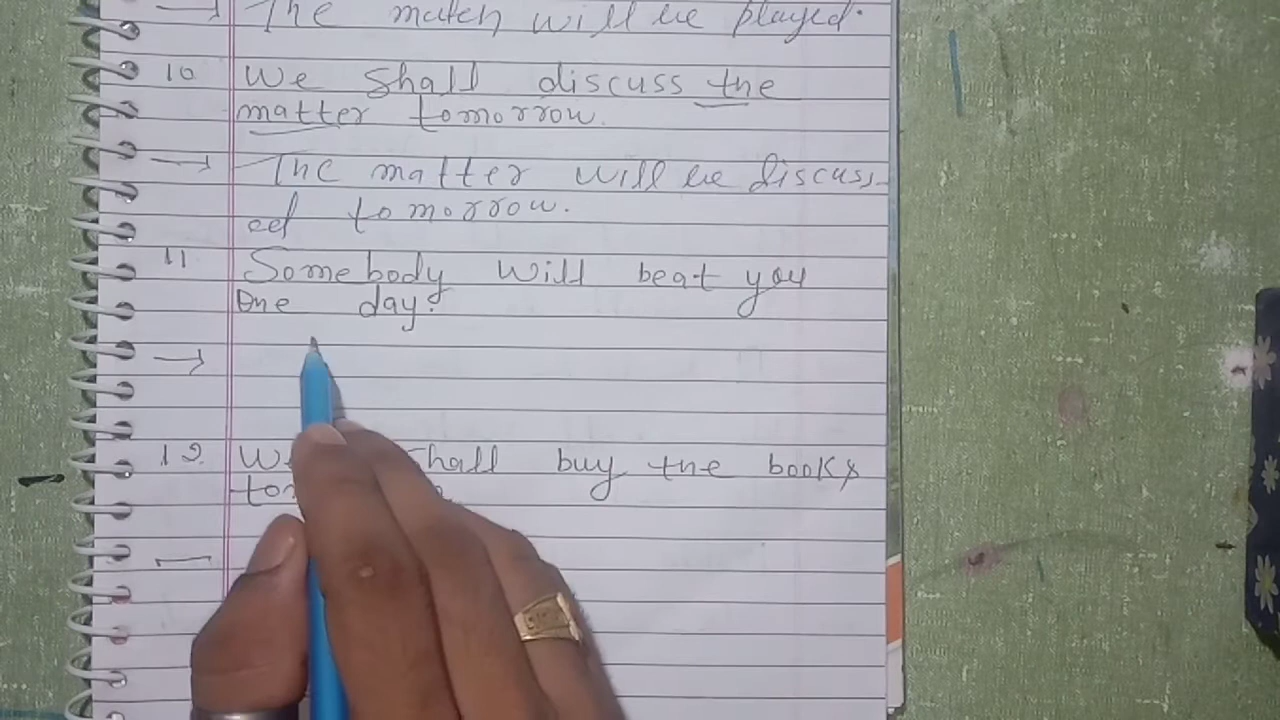 → The match will be played.
10 We shall discuss the
matter tomorrow.
→ The matter will be discuss-
ed tomorrow.
11 Somebody will beat you
one day.
→
12. We shall buy the books